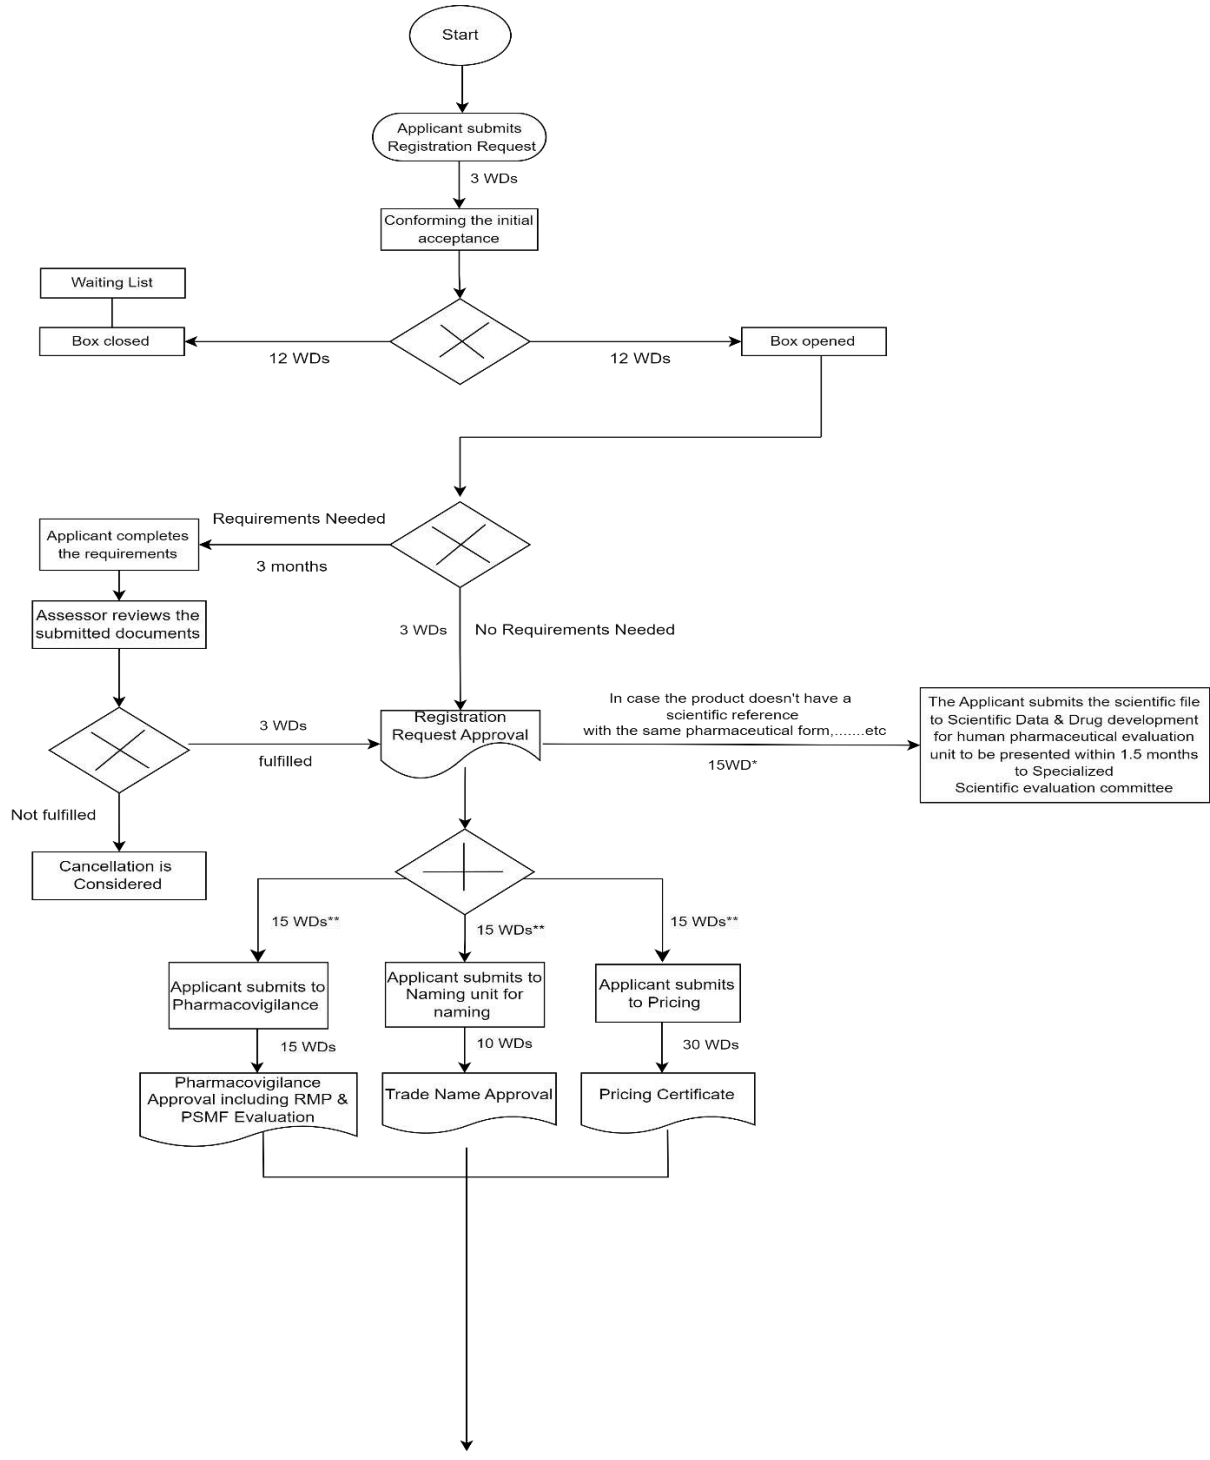 Start
Applicant submits
Registration Request
3 WDs
Conforming the initial
acceptance
Waiting List
Box closed
12 WDs
12 WDs
Box opened
Requirements Needed
3 months
Applicant completes
the requirements
Assessor reviews the
submitted documents
3 WDs
No Requirements Needed
3 WDs
fulfilled
Not fulfilled
Cancellation is
Considered
Registration
Request Approval
In case the product doesn't have a
scientific reference
with the same pharmaceutical form,.......etc
15WD*
The Applicant submits the scientific file
to Scientific Data & Drug development
for human pharmaceutical evaluation
unit to be presented within 1.5 months
to Specialized
Scientific evaluation committee
15 WDs**
15 WDs**
15 WDs**
Applicant submits to
Pharmacovigilance
Applicant submits to
Naming unit for
naming
Applicant submits
to Pricing
15 WDs
10 WDs
30 WDs
Pharmacovigilance
Approval including RMP &
PSMF Evaluation
Trade Name Approval
Pricing Certificate